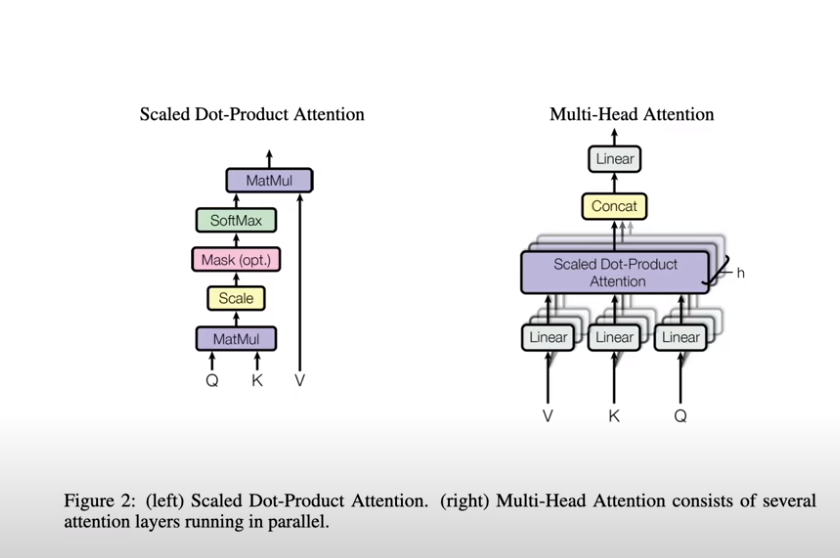 Scaled Dot-Product Attention
MatMul
SoftMax
Mask (opt.)
Scale
MatMul
Q K V
Multi-Head Attention
Linear
Concat
Scaled Dot-Product
Attention
h
Linear Linear Linear
V K Q
Figure 2: (left) Scaled Dot-Product Attention. (right) Multi-Head Attention consists of several
attention layers running in parallel.